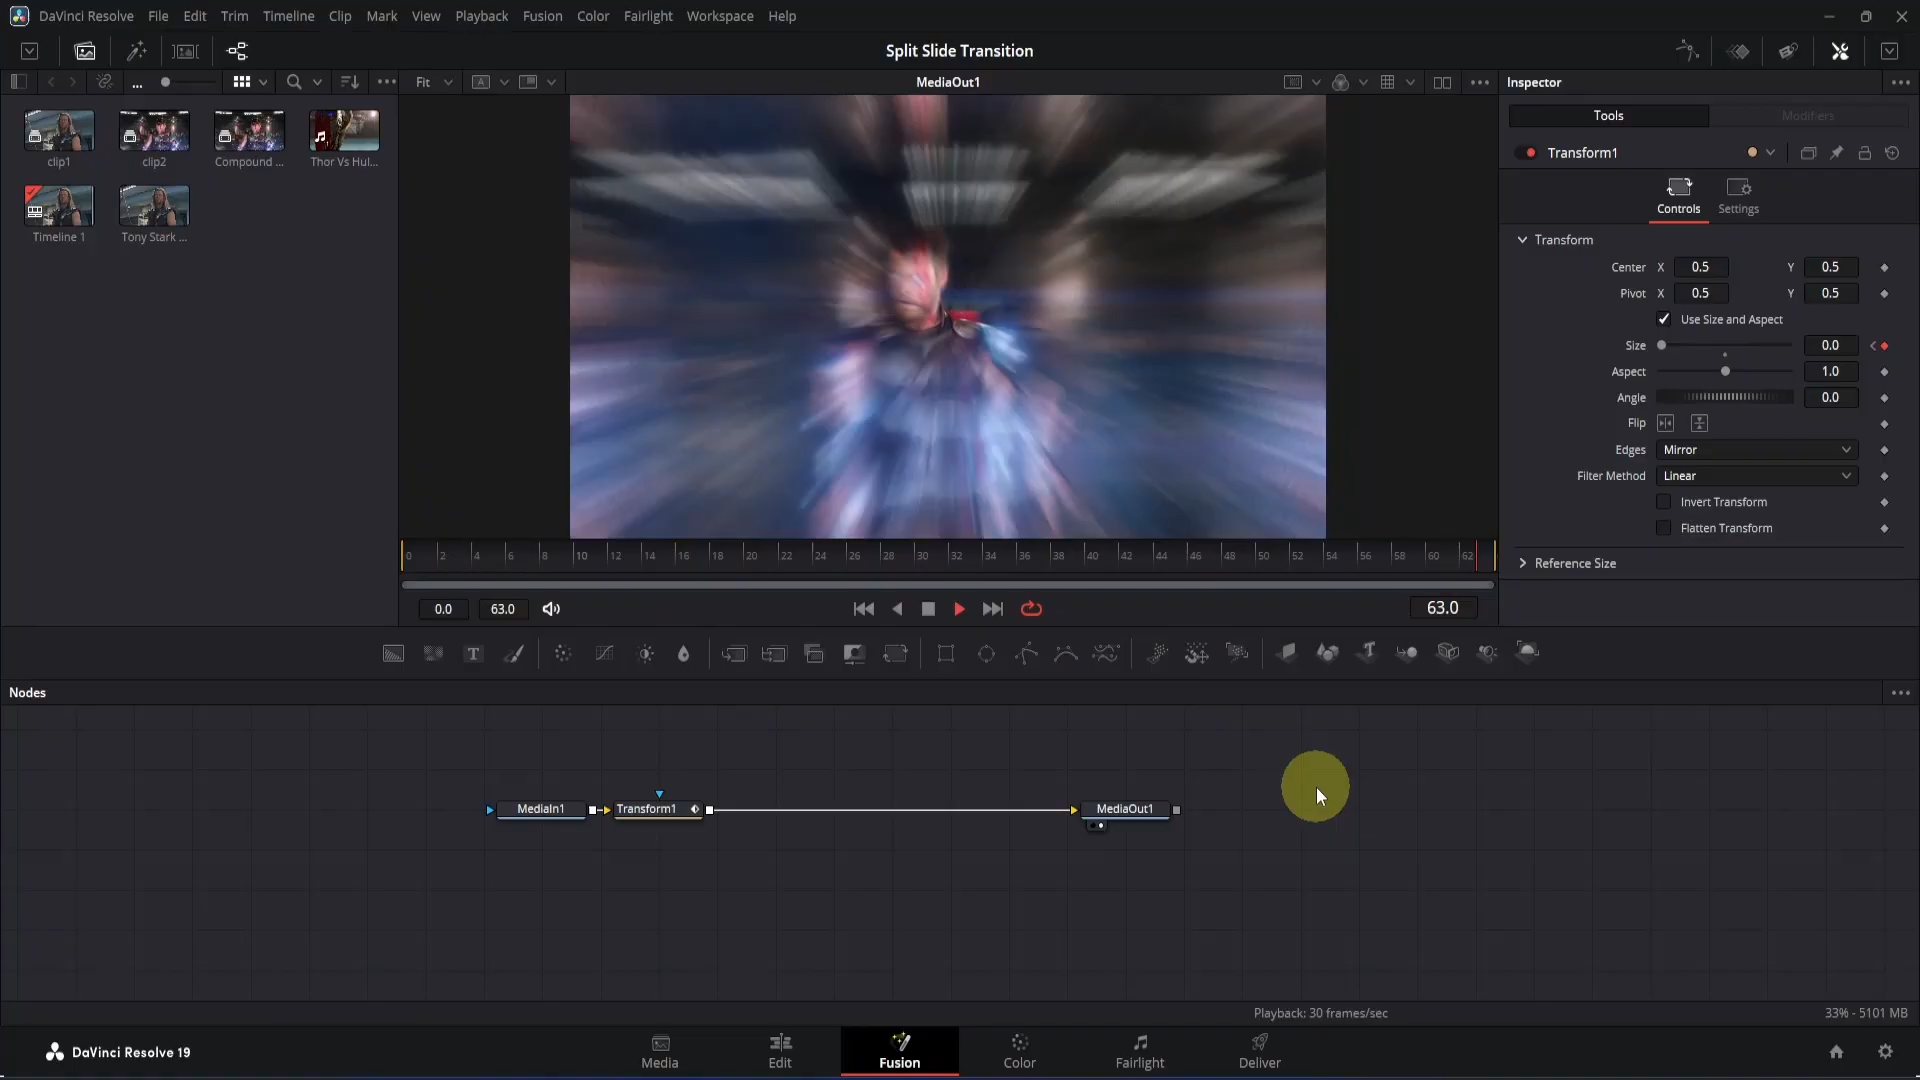 DaVinci Resolve File Edit Trim Timeline Clip Mark View Playback Fusion Color Fairlight Workspace Help
Split Slide Transition
... Fit A MediaOut1 Inspector
Tools Modifiers
Transform1
clip1 clip2 Compound ... Thor Vs Hul...
Timeline 1 Tony Stark ...
Controls Settings
Transform
Center X 0.5 Y 0.5
Pivot X 0.5 Y 0.5
Use Size and Aspect
Size 0.0
Aspect 1.0
Angle 0.0
Flip
Edges Mirror
Filter Method Linear
Invert Transform
Flatten Transform
Reference Size
0 2 4 6 8 10 12 14 16 18 20 22 24 26 28 30 32 34 36 38 40 42 44 46 48 50 52 54 56 58 60 62
0.0 63.0 63.0
T
Nodes
MediaIn1 Transform1 MediaOut1
Playback: 30 frames/sec 33% - 5101 MB
DaVinci Resolve 19 Media Edit Fusion Color Fairlight Deliver